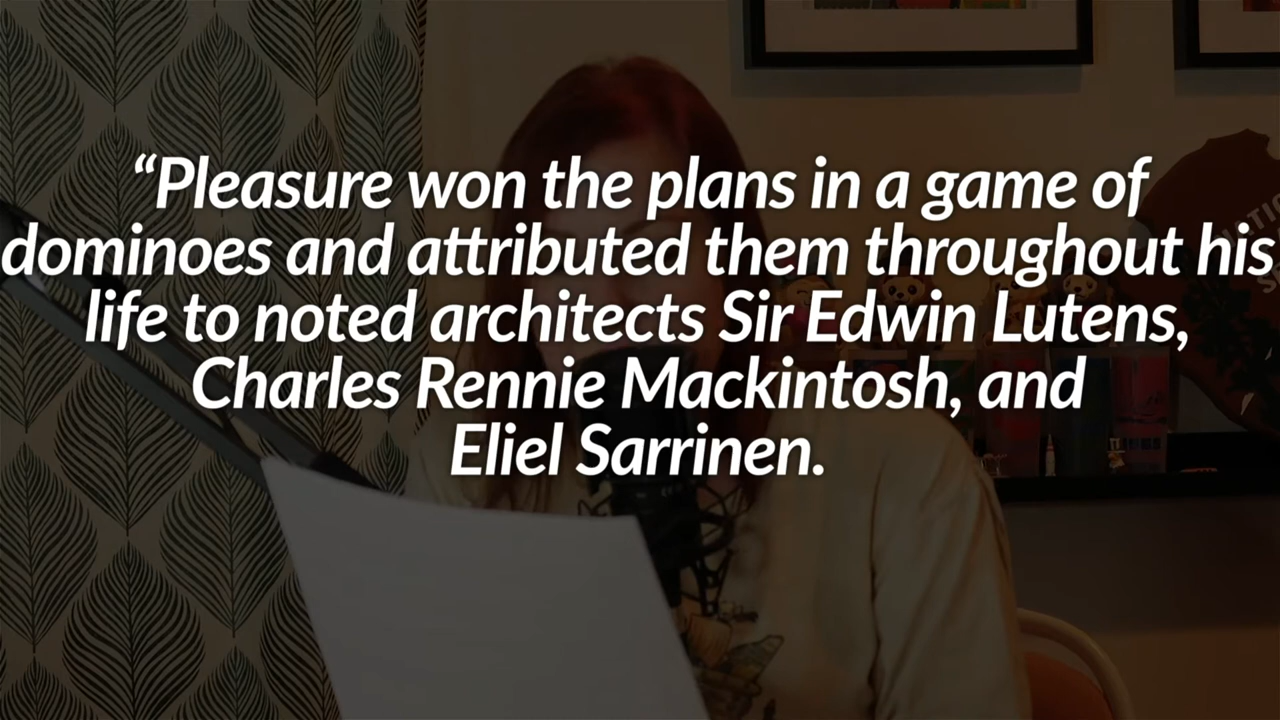 “Pleasure won the plans in a game of
dominoes and attributed them throughout his
life to noted architects Sir Edwin Lutens,
Charles Rennie Mackintosh, and
Eliel Sarrinen.